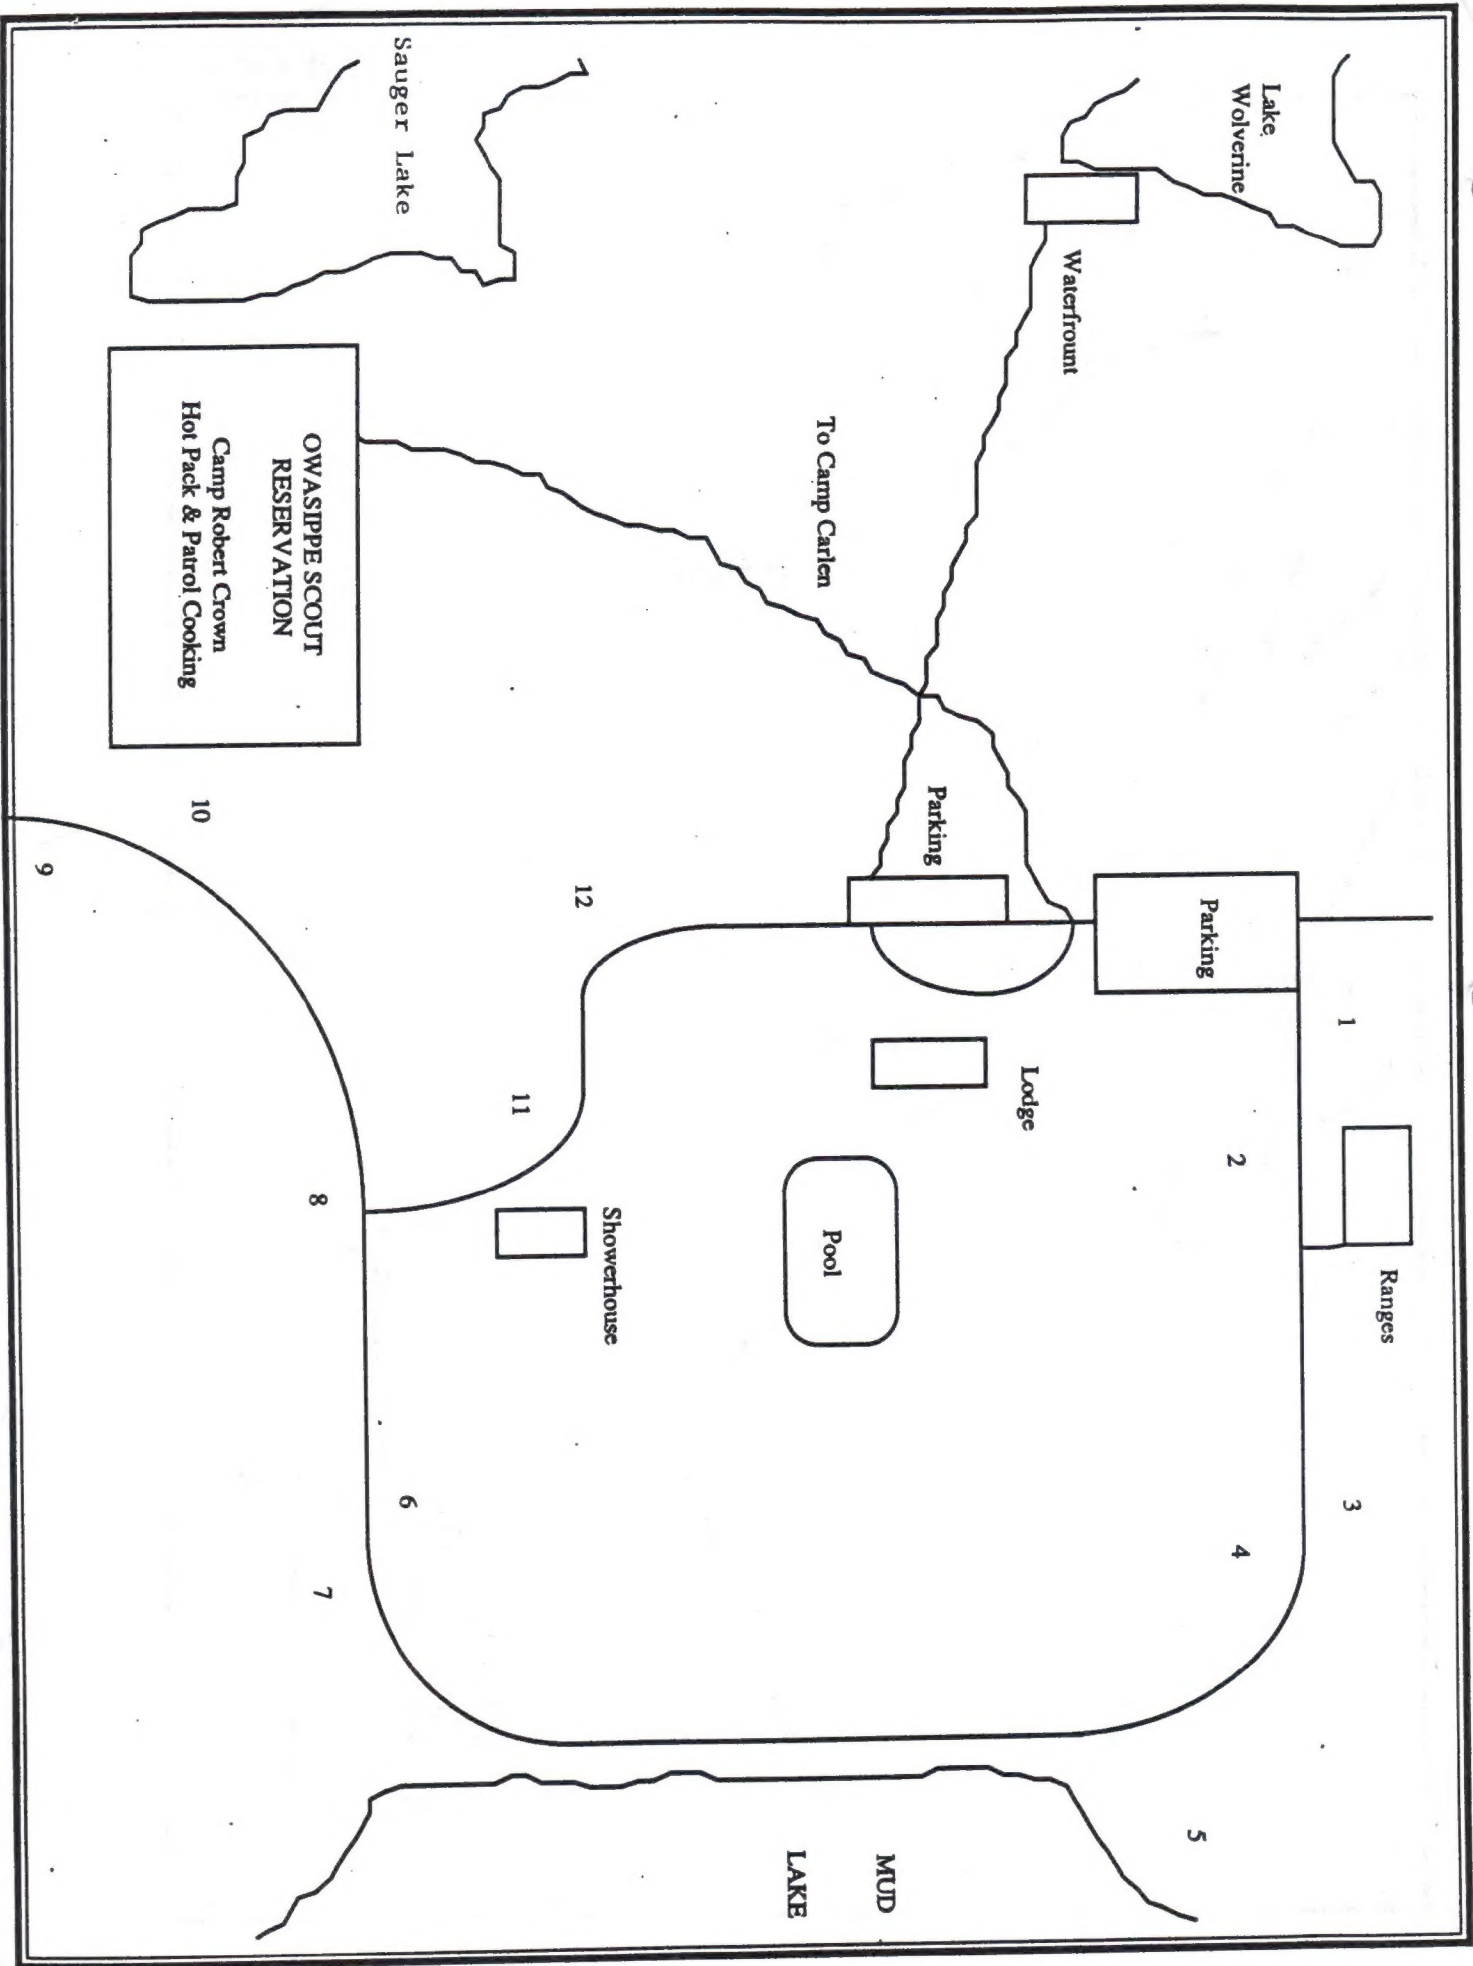 Lake
Wolverine
Waterfrount
Sauger Lake
To Camp Carlen
OWASIPPE SCOUT
RESERVATION
Camp Robert Crown
Hot Pack & Patrol Cooking
Parking
Parking
1
Ranges
2
3
4
5
Lodge
Pool
Showerhouse
12
11
10
9
8
6
7
MUD
LAKE